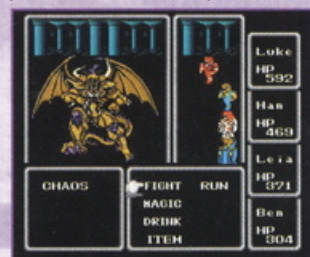 Luke
HP
592
Han
HP
469
Leia
HP
371
Ben
HP
304
CHAOS
FIGHT RUN
MAGIC
DRINK
ITEM